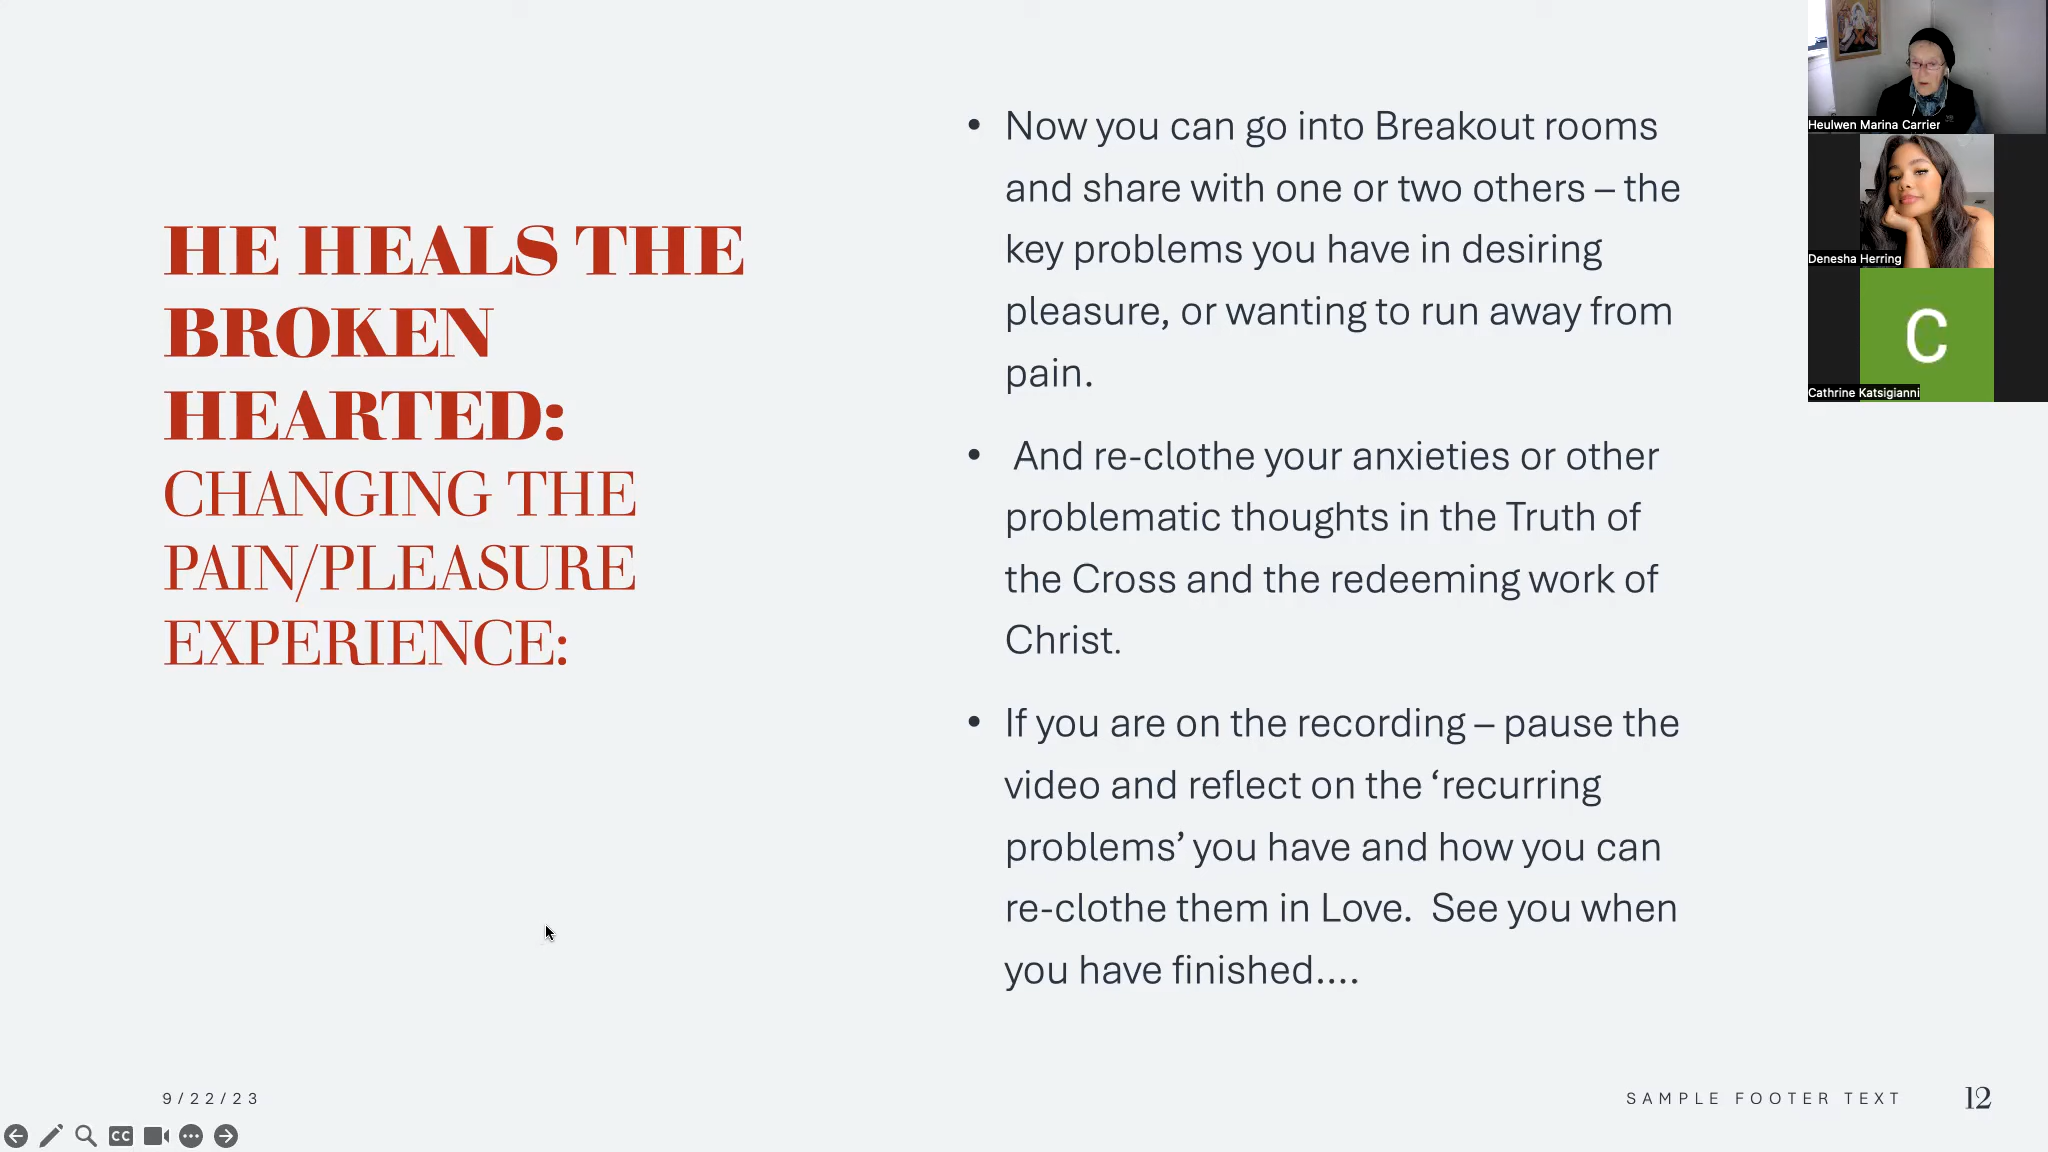 HE HEALS THE
BROKEN
HEARTED:
CHANGING THE
PAIN/PLEASURE
EXPERIENCE:
• Now you can go into Breakout rooms
and share with one or two others – the
key problems you have in desiring
pleasure, or wanting to run away from
pain.
• And re-clothe your anxieties or other
problematic thoughts in the Truth of
the Cross and the redeeming work of
Christ.
• If you are on the recording – pause the
video and reflect on the ‘recurring
problems’ you have and how you can
re-clothe them in Love. See you when
you have finished....
Heulwen Marina Carrier
Denesha Herring
C
Cathrine Katsigianni
9/22/23
SAMPLE FOOTER TEXT
12
CC